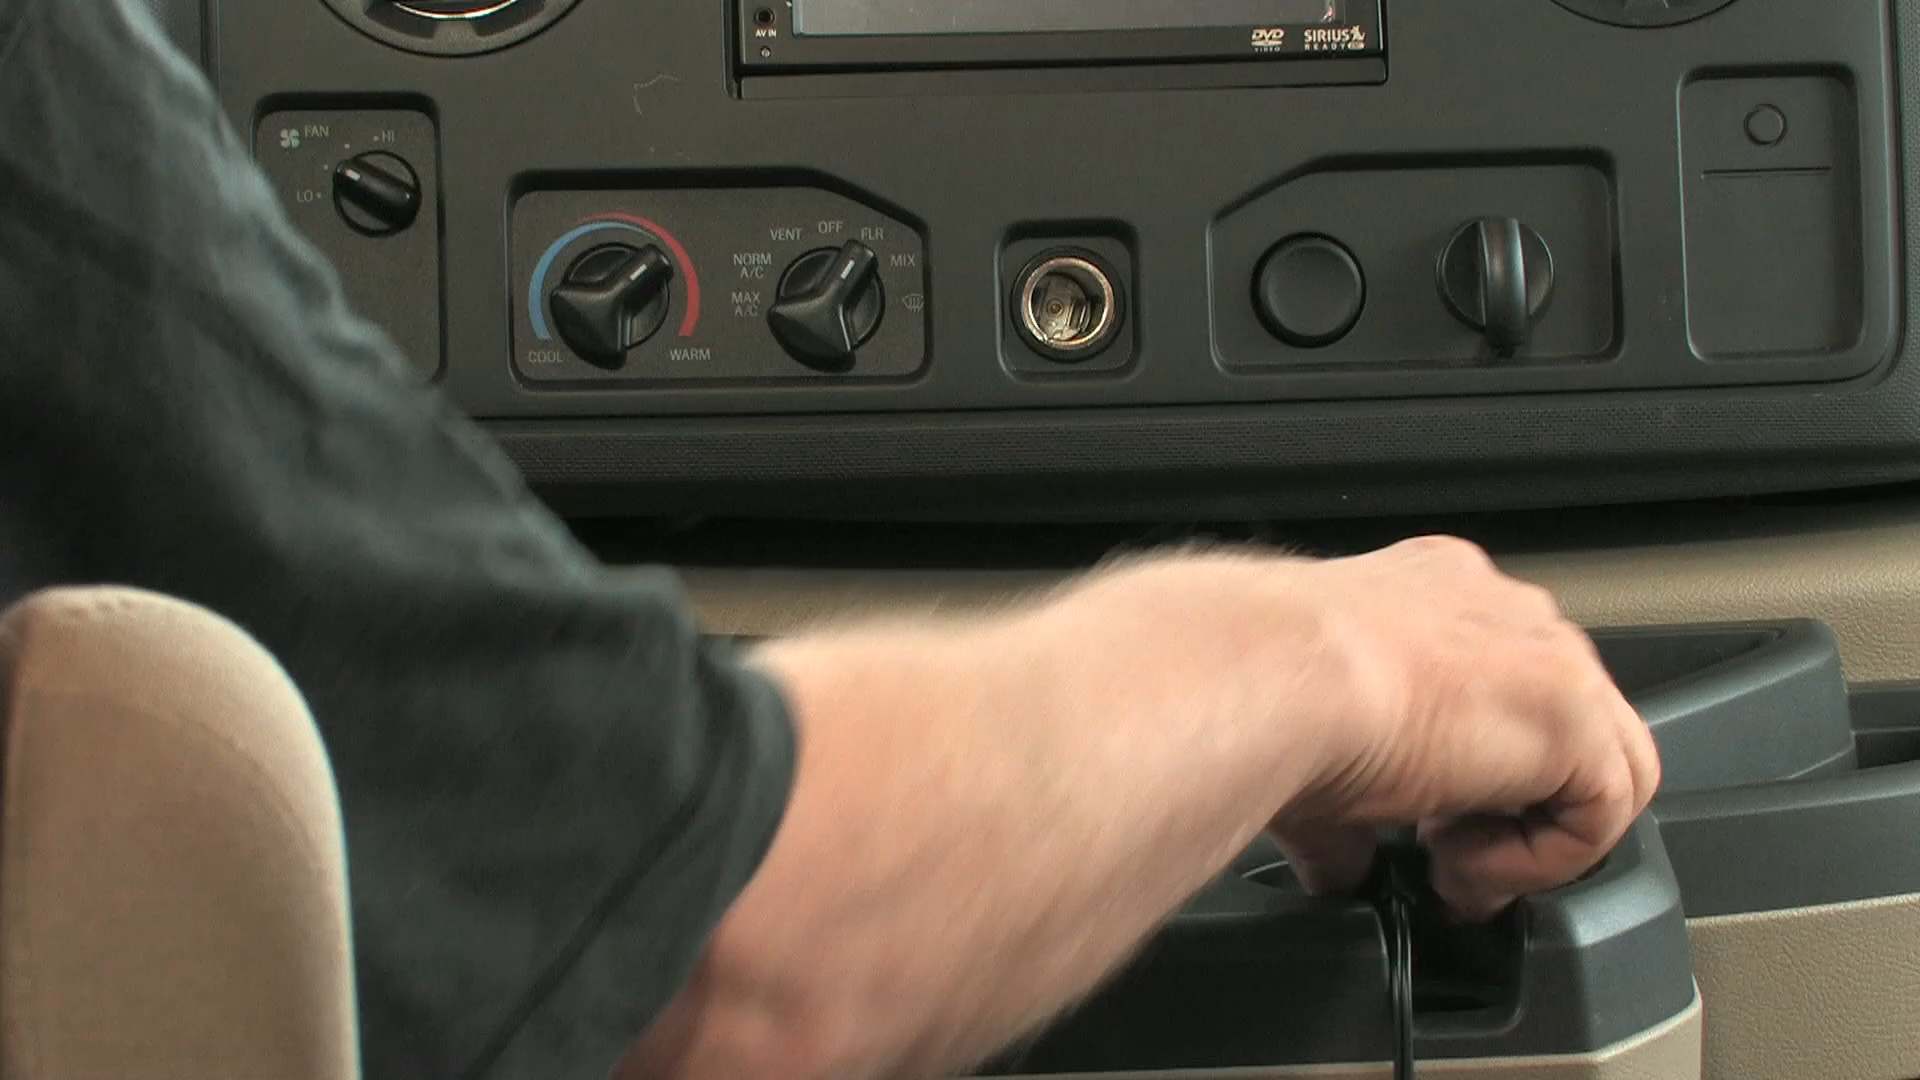 AV IN
DVD
VIDEO
SIRIUS
READY
FAN
HI
LO
VENT
OFF
FLR
NORM
A/C
MIX
MAX
A/C
COOL
WARM